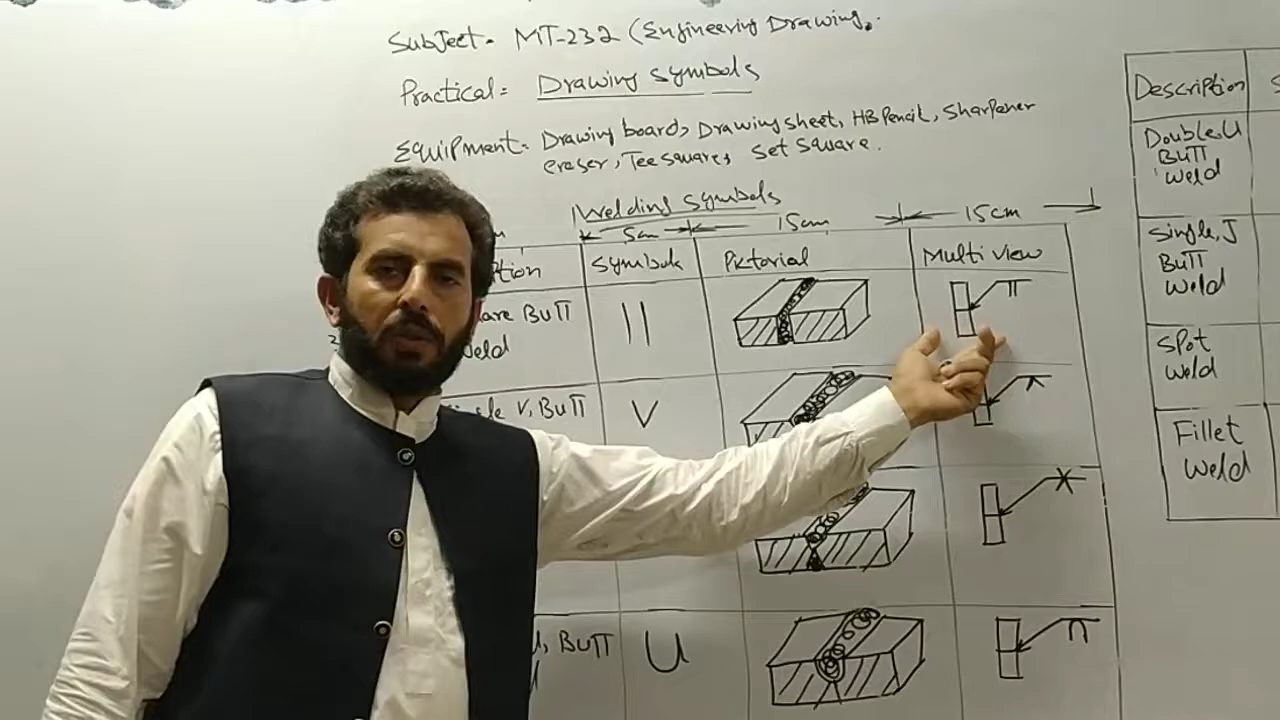 Subject = MT-232 (Engineering Drawing.
Practical = Drawing symbols
Equipment = Drawing board, Drawing sheet, HB Pencil, Sharpener
eraser, Tee square, Set Square.
Welding symbols
5cm 15cm 15cm
Symbols Pictorial Multi view
Butt ||
Weld
V, Butt V
Butt U
Description
Double, U
Butt
Weld
Single, J
Butt
Weld
Spot
Weld
Fillet
Weld